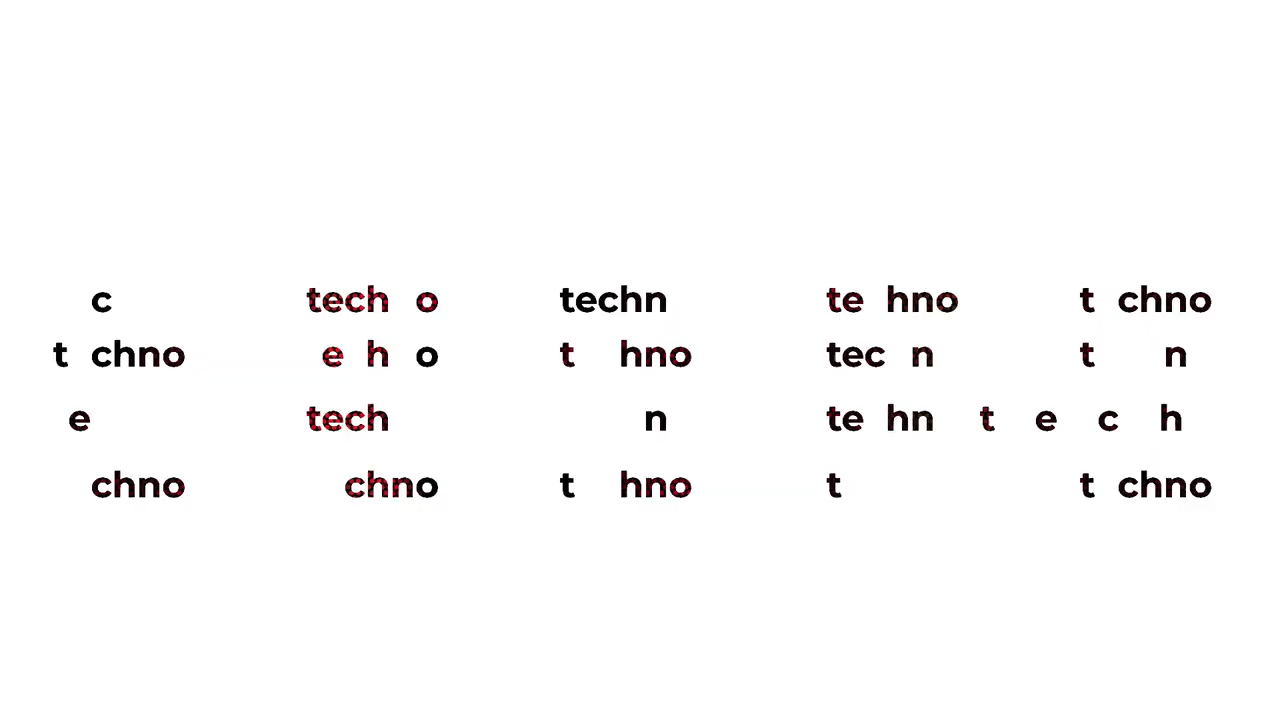 c tech o techn te hno t chno
t chno e h o t hno tec n t n
e tech n te hn t e c h
chno chno t hno t t chno